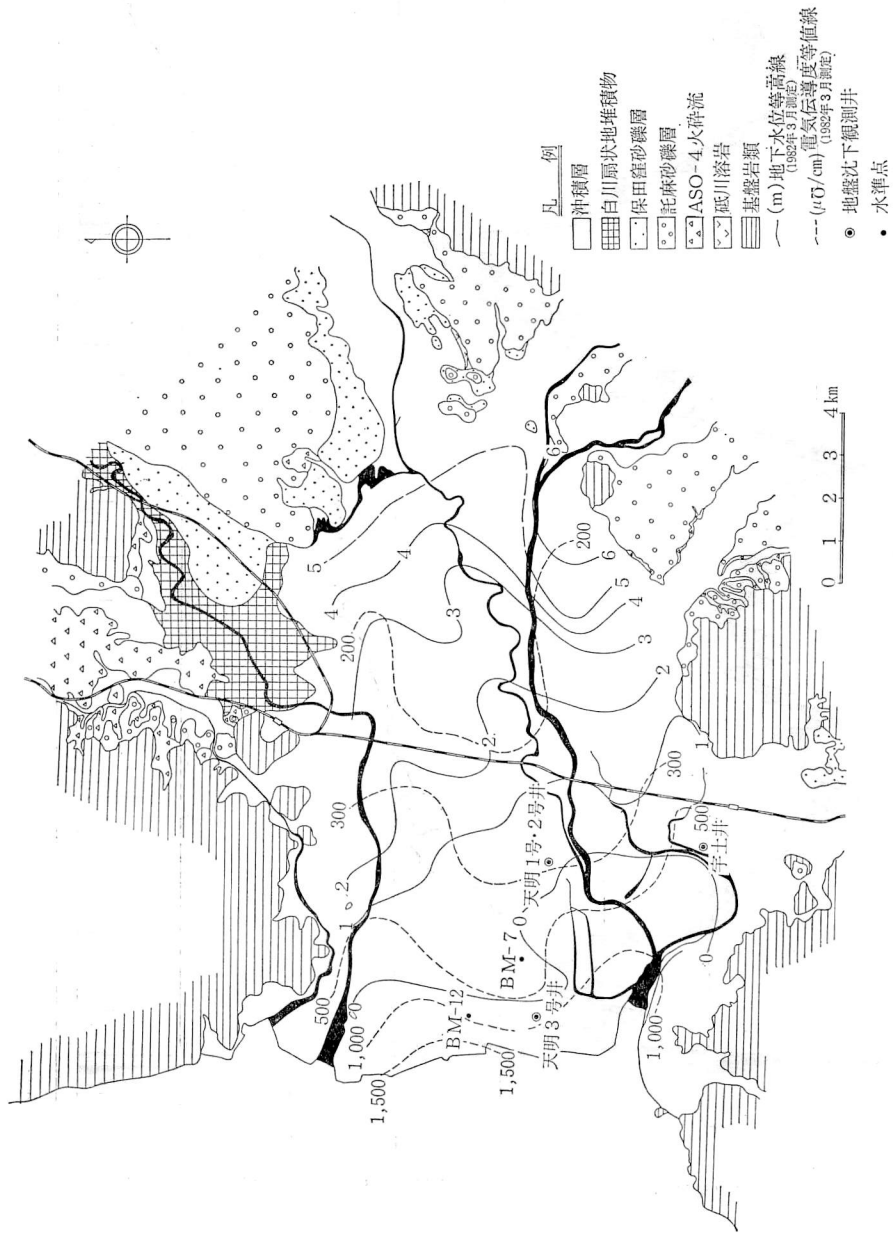 凡例
沖積層
白川扇状地堆積物
保田窪砂礫層
託麻砂礫層
ASO-4火砕流
砥川溶岩
基盤岩類
(m)地下水位等高線
(1982年3月測定)
(μ℧/cm)電気伝導度等値線
(1982年3月測定)
地盤沈下観測井
水準点
0 1 2 3 4km
5
4
4
3
200
6
200
6
5
4
3
2
2
300
2
1
1
300
500
宇土井
天明1号・2号井
0
BM-7
BM-12
天明3号井
0
500
0
1,000
1,500
1,500
1,000